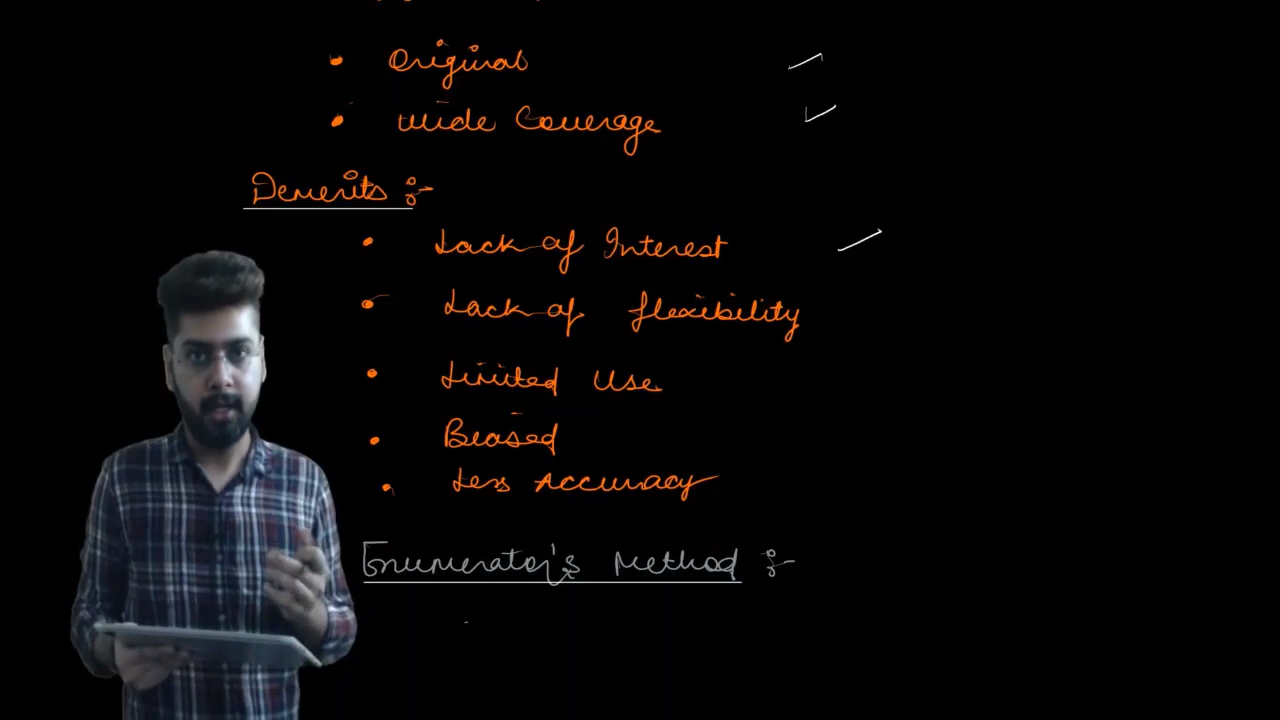 • Original
• Wide Coverage
Demerits :-
• Lack of Interest
• Lack of flexibility
• Limited Use
• Biased
• Less Accuracy
Enumerator's Method :-